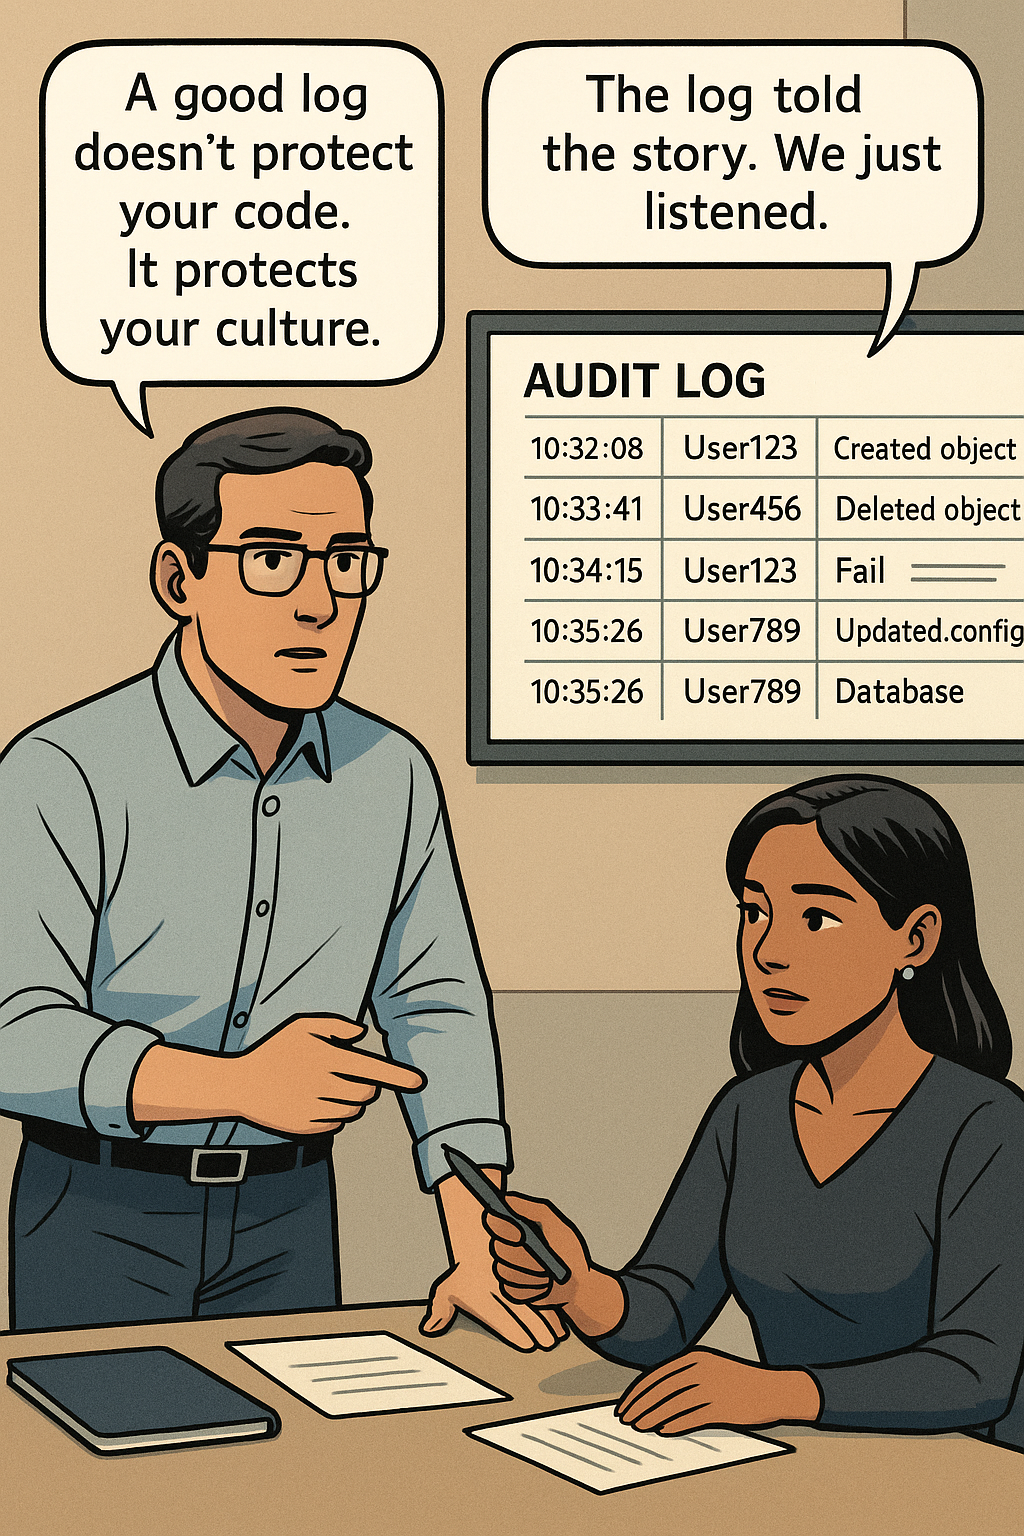 A good log
doesn't protect
your code.
It protects
your culture.
The log told
the story. We just
listened.
AUDIT LOG
10:32:08 User123 Created object
10:33:41 User456 Deleted object
10:34:15 User123 Fail
10:35:26 User789 Updated.config
10:35:26 User789 Database